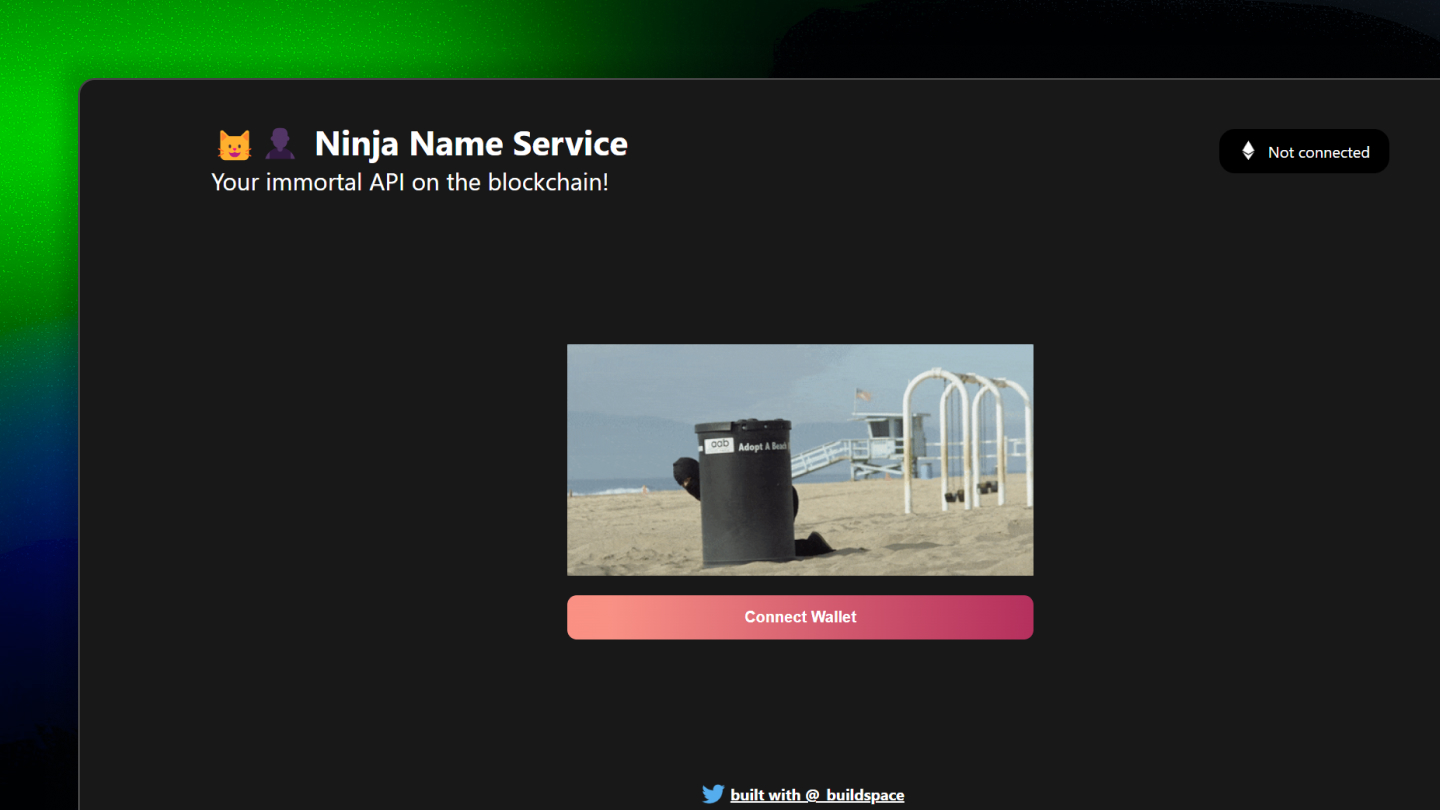 Ninja Name Service
Your immortal API on the blockchain!
Not connected
aab
Adopt A Beach
Connect Wallet
built with @_buildspace